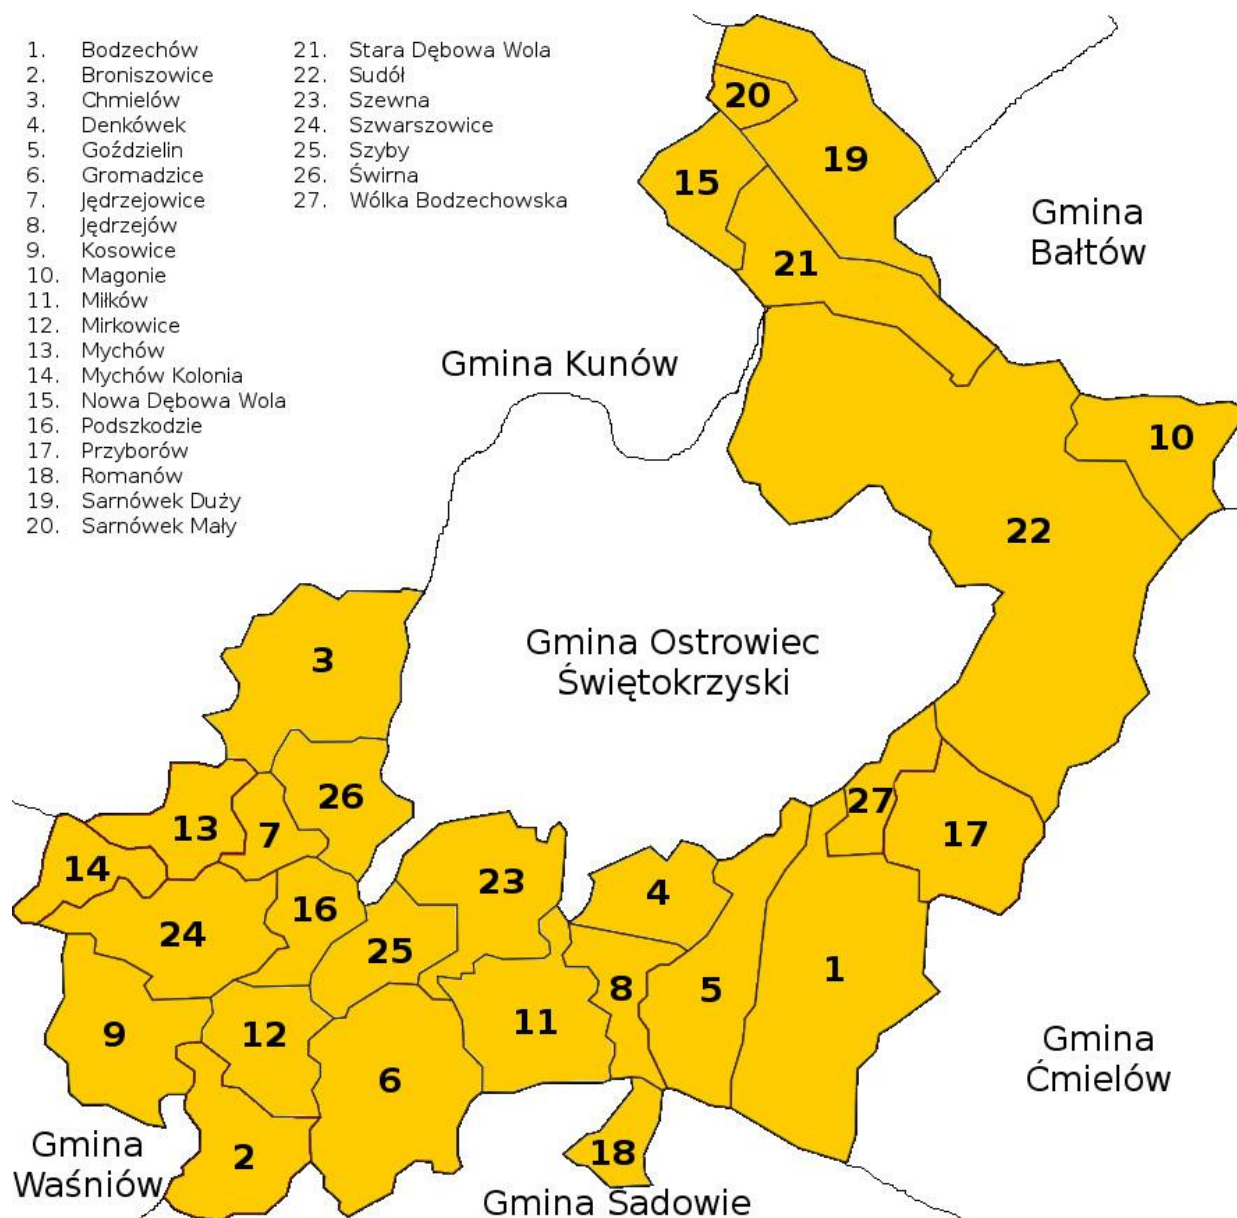 1. Bodzechów
2. Broniszowice
3. Chmielów
4. Denkówek
5. Goździelin
6. Gromadzice
7. Jędrzejowice
8. Jędrzejów
9. Kosowice
10. Magonie
11. Miłków
12. Mirkowice
13. Mychów
14. Mychów Kolonia
15. Nowa Dębowa Wola
16. Podszkodzie
17. Przyborów
18. Romanów
19. Sarnówek Duży
20. Sarnówek Mały
21. Stara Dębowa Wola
22. Sudół
23. Szewna
24. Szwarszowice
25. Szyby
26. Świrna
27. Wólka Bodzechowska
20
19
15
Gmina
Bałtów
21
Gmina Kunów
10
22
Gmina Ostrowiec
Świętokrzyski
3
26
27
13
7
17
14
23
4
16
24
25
1
8
5
11
9
12
Gmina
Ćmielów
6
Gmina
Waśniów
2
18
Gmina Sadowie